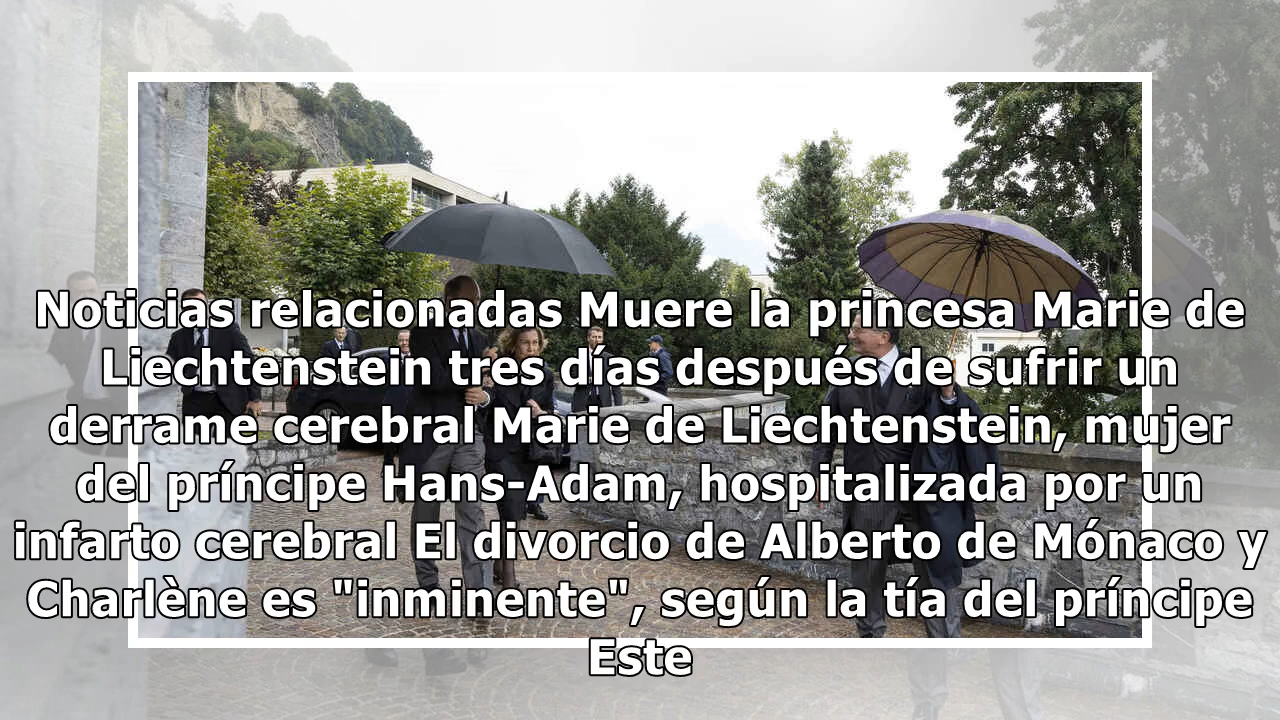 Noticias relacionadas Muere la princesa Marie de
Liechtenstein tres días después de sufrir un
derrame cerebral Marie de Liechtenstein, mujer
del príncipe Hans-Adam, hospitalizada por un
infarto cerebral El divorcio de Alberto de Mónaco y
Charlène es "inminente", según la tía del príncipe
Este